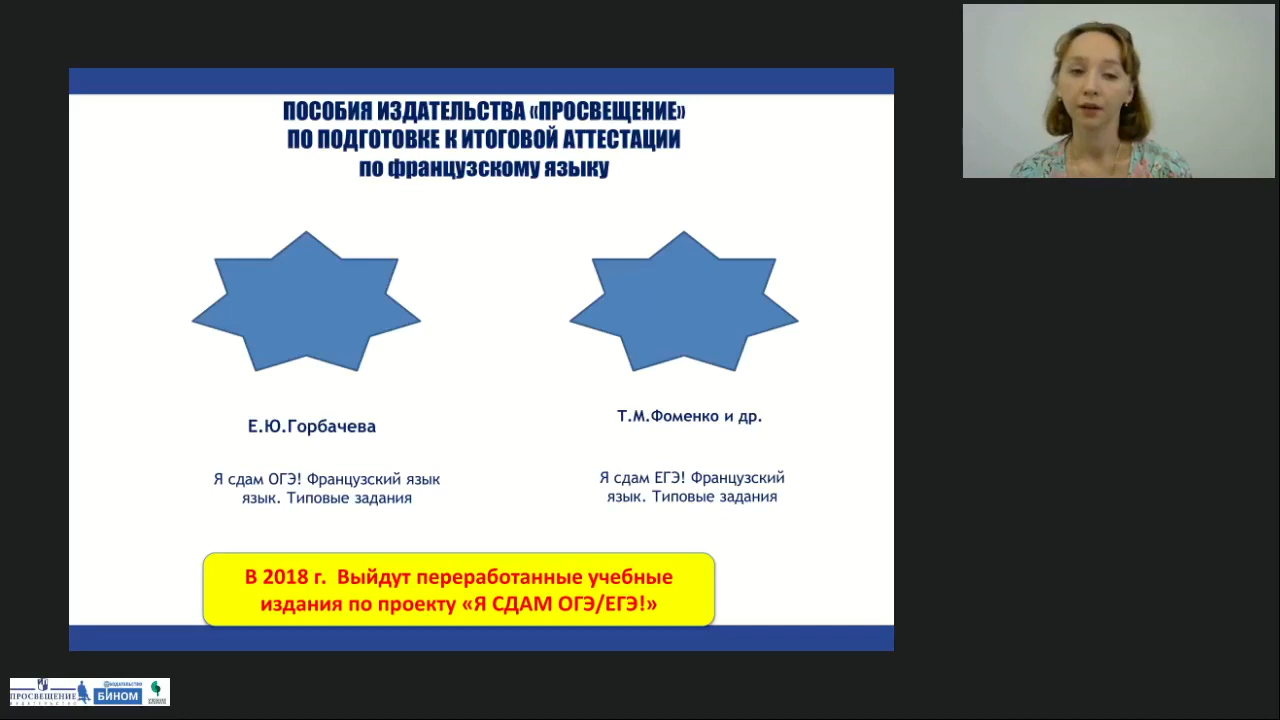 ПОСОБИЯ ИЗДАТЕЛЬСТВА «ПРОСВЕЩЕНИЕ»
ПО ПОДГОТОВКЕ К ИТОГОВОЙ АТТЕСТАЦИИ
по французскому языку
Е.Ю.Горбачева
Т.М.Фоменко и др.
Я сдам ОГЭ! Французский язык
язык. Типовые задания
Я сдам ЕГЭ! Французский
язык. Типовые задания
В 2018 г. Выйдут переработанные учебные
издания по проекту «Я СДАМ ОГЭ/ЕГЭ!»
ПРОСВЕЩЕНИЕ
ИЗДАТЕЛЬСТВО
ИЗДАТЕЛЬСТВО
БИНОМ